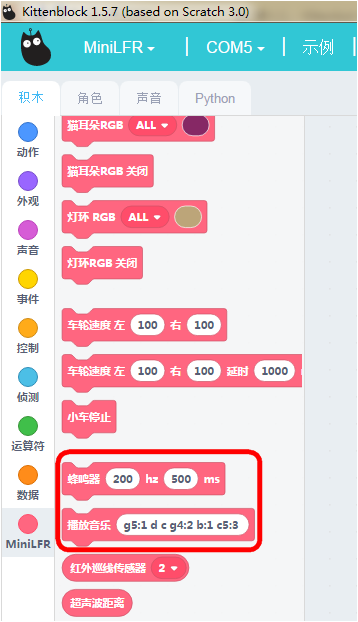 Kittenblock 1.5.7 (based on Scratch 3.0)
MiniLFR COM5 示例
积木 角色 声音 Python
动作
外观
声音
事件
控制
侦测
运算符
数据
MiniLFR
猫耳朵RGB ALL
猫耳朵RGB 关闭
灯环 RGB ALL
灯环RGB 关闭
车轮速度 左 100 右 100
车轮速度 左 100 右 100 延时 1000
小车停止
蜂鸣器 200 hz 500 ms
播放音乐 g5:1 d c g4:2 b:1 c5:3
红外巡线传感器 2
超声波距离